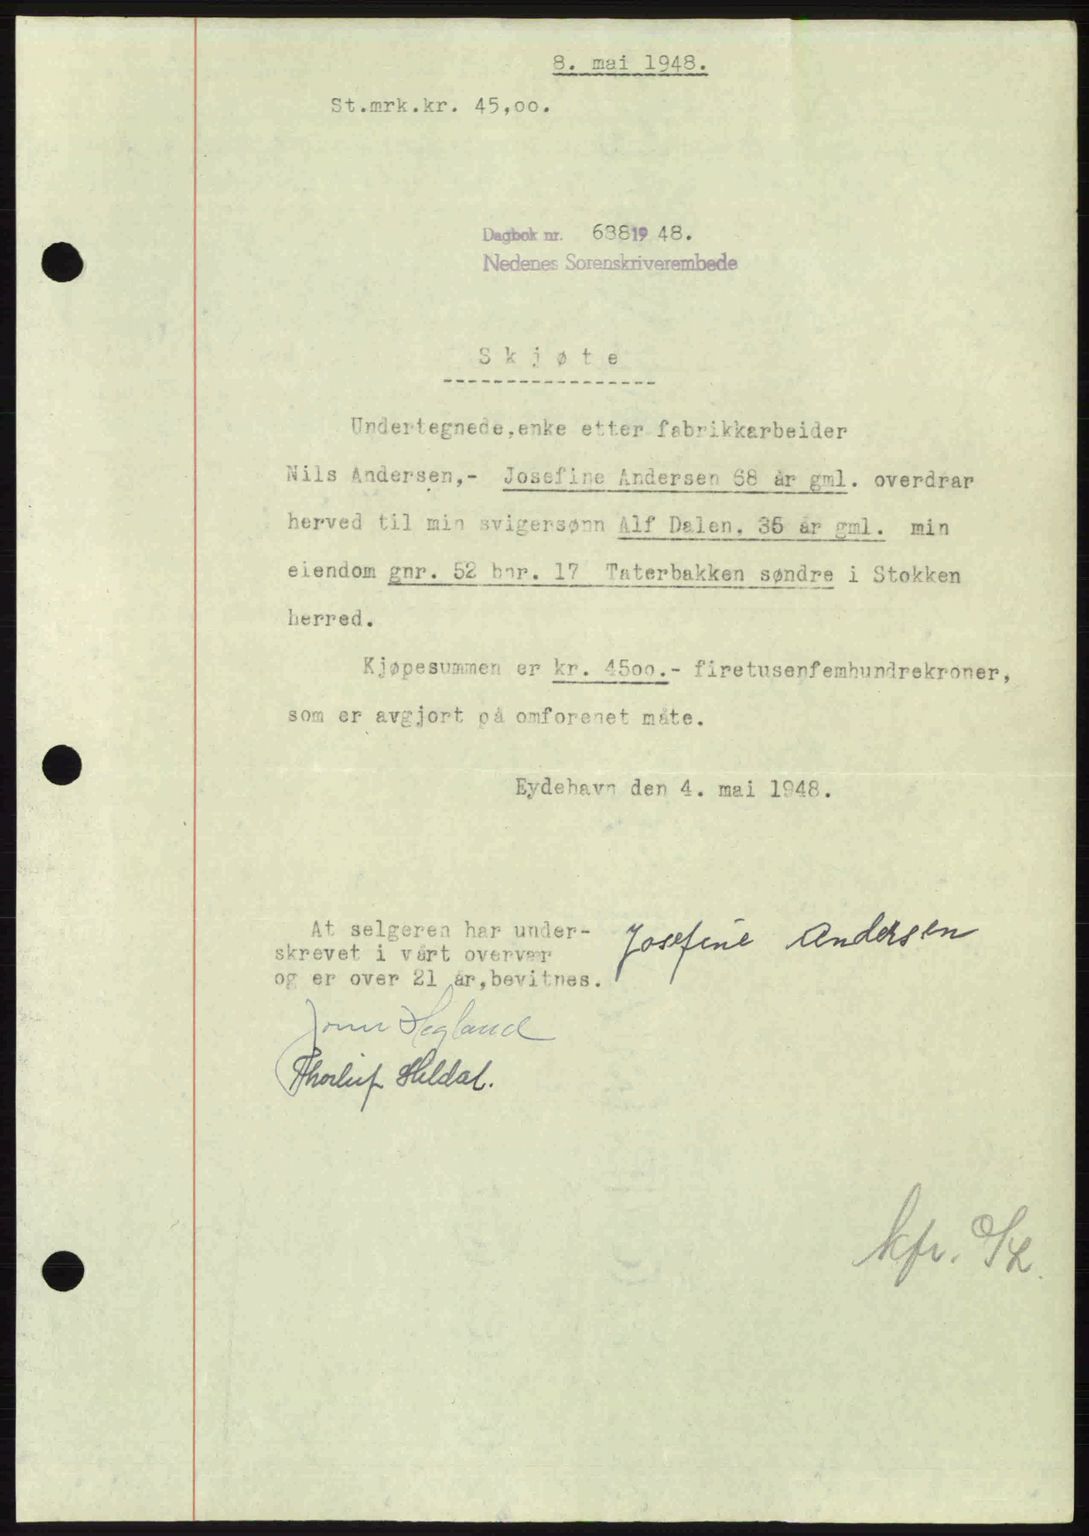 8. mai 1948.
St.mrk.kr. 45,oo.
Dagbok nr. 638 19 48.
Nedenes Sorenskriverembede
Skjøte
-----------------
Undertegnede,enke etter fabrikkarbeider
Nils Andersen,- Josefine Andersen 68 år gml. overdrar
herved til min svigersønn Alf Dalen, 35 år gml. min
eiendom gnr. 52 bnr. 17 Taterbakken søndre i Stokken
herred.
Kjøpesummen er kr. 45oo.- firetusenfemhundrekroner,
som er avgjort på omforenet måte.
Eydehavn den 4. mai 1948.
At selgeren har under-
skrevet i vårt overvær
og er over 21 år,bevitnes.
Josefine Andersen
Hegland
Thorleif Hildal.
kfr.